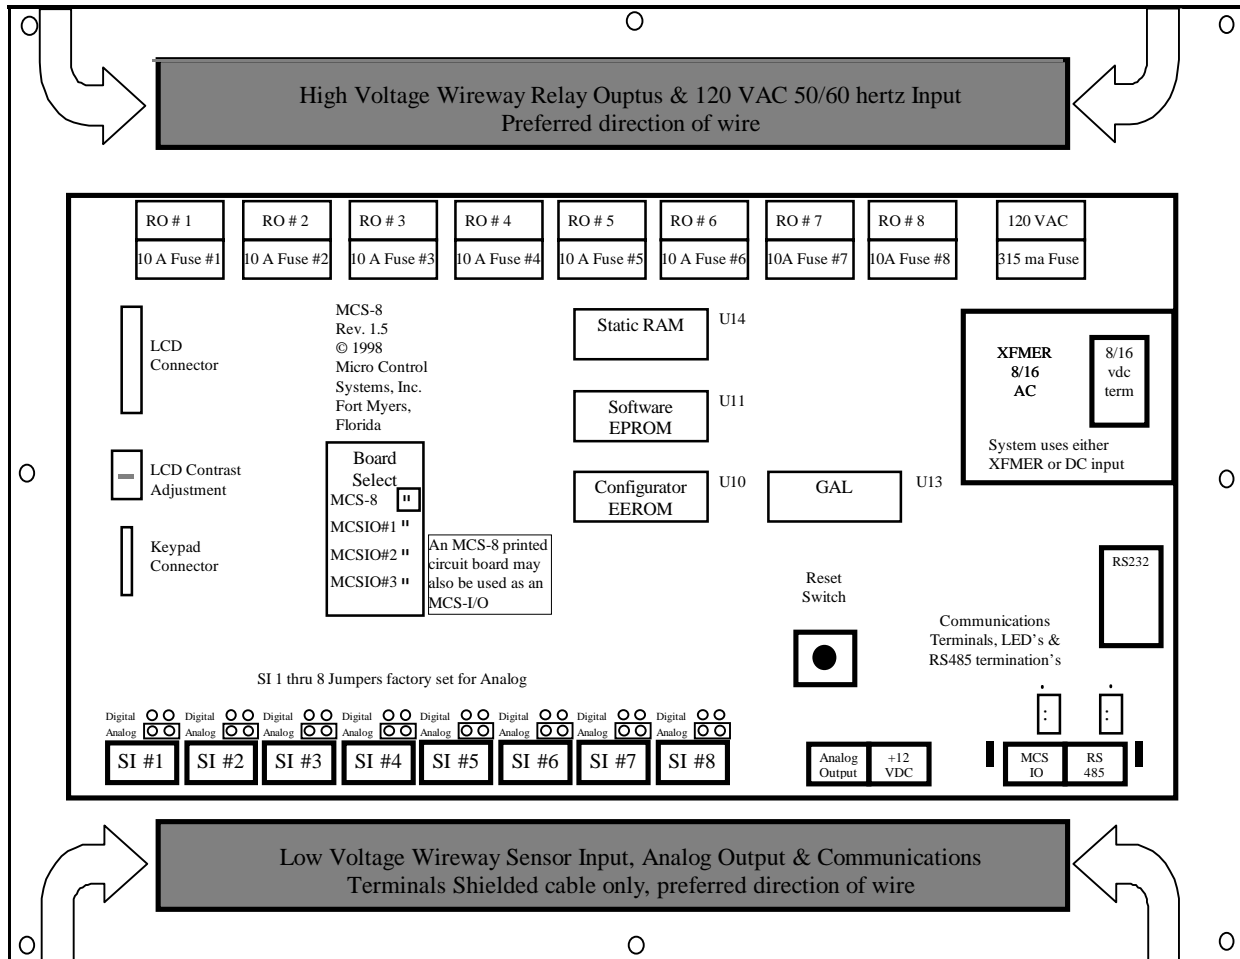 High Voltage Wireway Relay Ouptus & 120 VAC 50/60 hertz Input
Preferred direction of wire
RO # 1
RO # 2
RO # 3
RO # 4
RO # 5
RO # 6
RO # 7
RO # 8
120 VAC
10 A Fuse #1
10 A Fuse #2
10 A Fuse #3
10 A Fuse #4
10 A Fuse #5
10 A Fuse #6
10A Fuse #7
10A Fuse #8
315 ma Fuse
LCD
Connector
MCS-8
Rev. 1.5
© 1998
Micro Control
Systems, Inc.
Fort Myers,
Florida
Static RAM
U14
Software
EPROM
U11
Configurator
EEROM
U10
GAL
U13
XFMER
8/16
AC
8/16
vdc
term
System uses either
XFMER or DC input
LCD Contrast
Adjustment
Board
Select
MCS-8 "
MCSIO#1 "
MCSIO#2 "
MCSIO#3 "
An MCS-8 printed
circuit board may
also be used as an
MCS-I/O
Keypad
Connector
Reset
Switch
RS232
Communications
Terminals, LED's &
RS485 termination's
SI 1 thru 8 Jumpers factory set for Analog
Digital
Analog
SI #1
Digital
Analog
SI #2
Digital
Analog
SI #3
Digital
Analog
SI #4
Digital
Analog
SI #5
Digital
Analog
SI #6
Digital
Analog
SI #7
Digital
Analog
SI #8
Analog
Output
+12
VDC
MCS
IO
RS
485
Low Voltage Wireway Sensor Input, Analog Output & Communications
Terminals Shielded cable only, preferred direction of wire